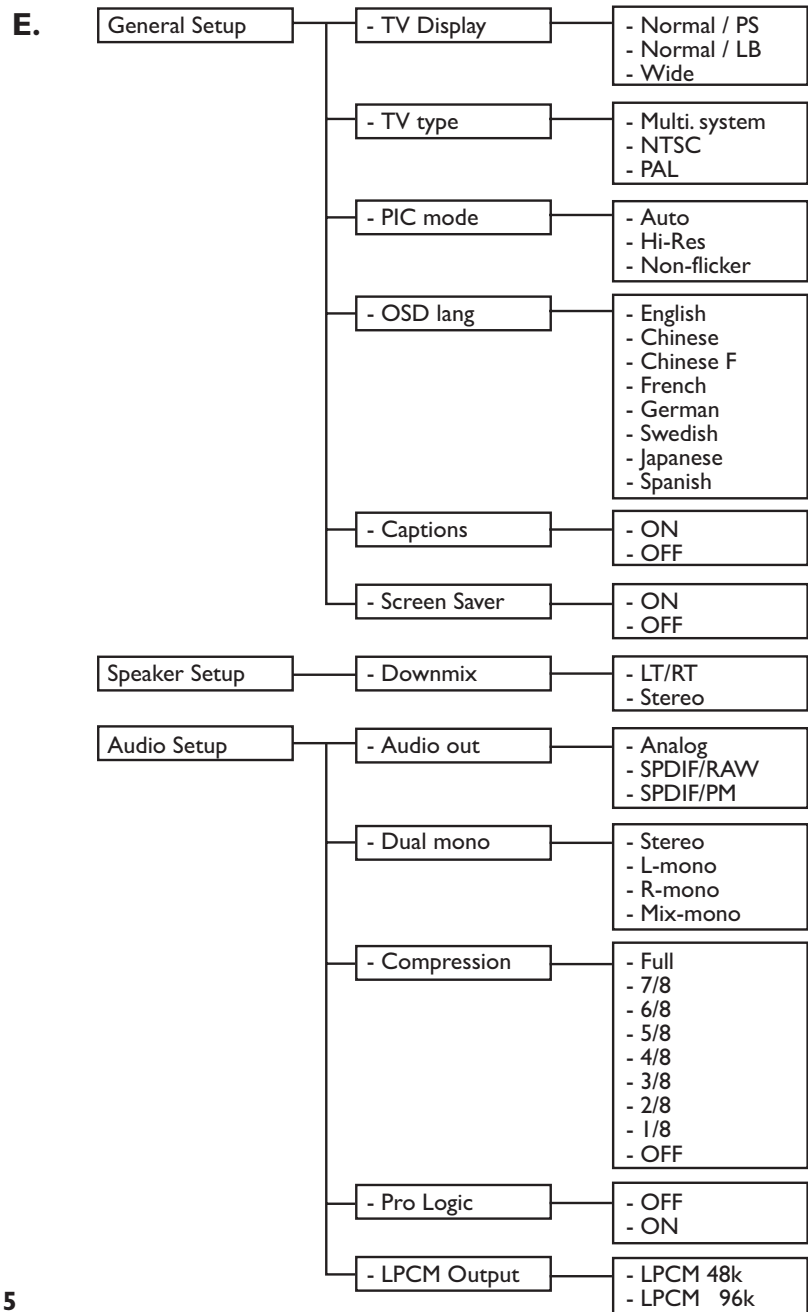 E.
General Setup
- TV Display
- Normal / PS
- Normal / LB
- Wide
- TV type
- Multi. system
- NTSC
- PAL
- PIC mode
- Auto
- Hi-Res
- Non-flicker
- OSD lang
- English
- Chinese
- Chinese F
- French
- German
- Swedish
- Japanese
- Spanish
- Captions
- ON
- OFF
- Screen Saver
- ON
- OFF
Speaker Setup
- Downmix
- LT/RT
- Stereo
Audio Setup
- Audio out
- Analog
- SPDIF/RAW
- SPDIF/PM
- Dual mono
- Stereo
- L-mono
- R-mono
- Mix-mono
- Compression
- Full
- 7/8
- 6/8
- 5/8
- 4/8
- 3/8
- 2/8
- 1/8
- OFF
- Pro Logic
- OFF
- ON
- LPCM Output
- LPCM 48k
- LPCM 96k
5